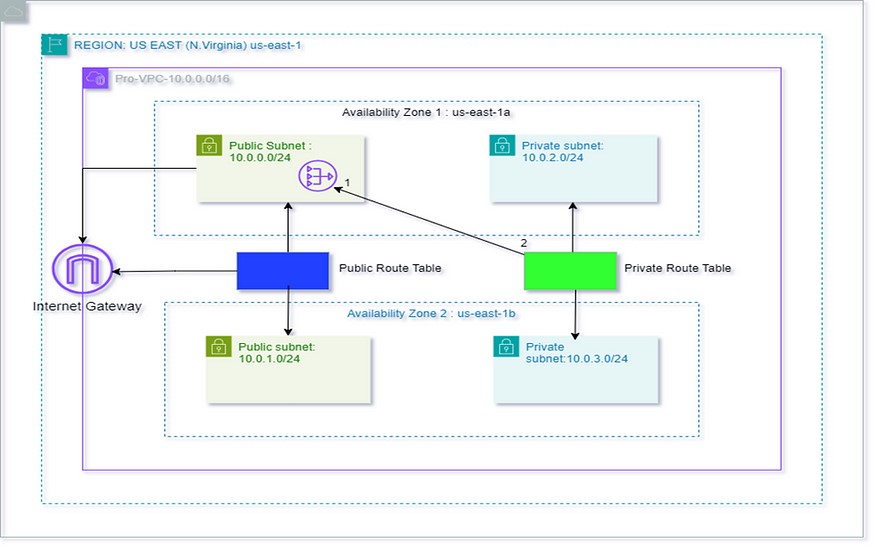 REGION: US EAST (N.Virginia) us-east-1
Pro-VPC-10.0.0.0/16
Availability Zone 1 : us-east-1a
Public Subnet :
10.0.0.0/24
Private subnet:
10.0.2.0/24
1
2
Public Route Table
Private Route Table
Internet Gateway
Availability Zone 2 : us-east-1b
Public subnet:
10.0.1.0/24
Private
subnet:10.0.3.0/24